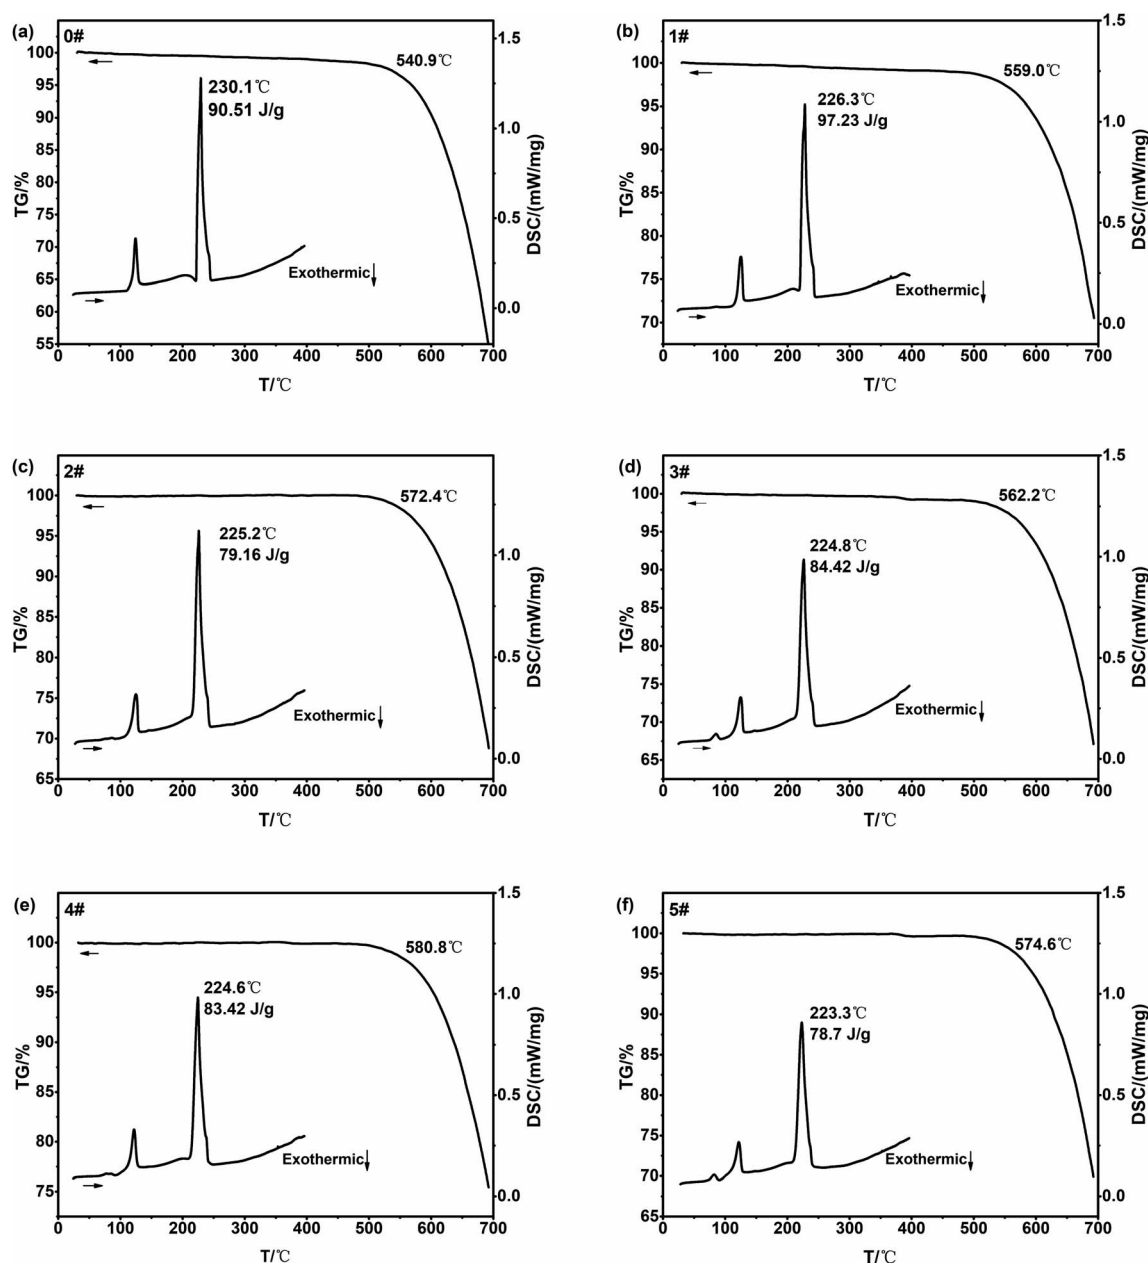 (a)
0#
540.9℃
230.1℃
90.51 J/g
Exothermic
TG/%
100
95
90
85
80
75
70
65
60
55
DSC/(mW/mg)
1.5
1.0
0.5
0.0
0 100 200 300 400 500 600 700
T/℃
(b)
1#
559.0℃
226.3℃
97.23 J/g
Exothermic
TG/%
100
95
90
85
80
75
70
DSC/(mW/mg)
1.5
1.0
0.5
0.0
0 100 200 300 400 500 600 700
T/℃
(c)
2#
572.4℃
225.2℃
79.16 J/g
Exothermic
TG/%
100
95
90
85
80
75
70
65
DSC/(mW/mg)
1.5
1.0
0.5
0.0
0 100 200 300 400 500 600 700
T/℃
(d)
3#
562.2℃
224.8℃
84.42 J/g
Exothermic
TG/%
100
95
90
85
80
75
70
65
DSC/(mW/mg)
1.5
1.0
0.5
0.0
0 100 200 300 400 500 600 700
T/℃
(e)
4#
580.8℃
224.6℃
83.42 J/g
Exothermic
TG/%
100
95
90
85
80
75
DSC/(mW/mg)
1.5
1.0
0.5
0.0
0 100 200 300 400 500 600 700
T/℃
(f)
5#
574.6℃
223.3℃
78.7 J/g
Exothermic
TG/%
100
95
90
85
80
75
70
65
DSC/(mW/mg)
1.5
1.0
0.5
0.0
0 100 200 300 400 500 600 700
T/℃